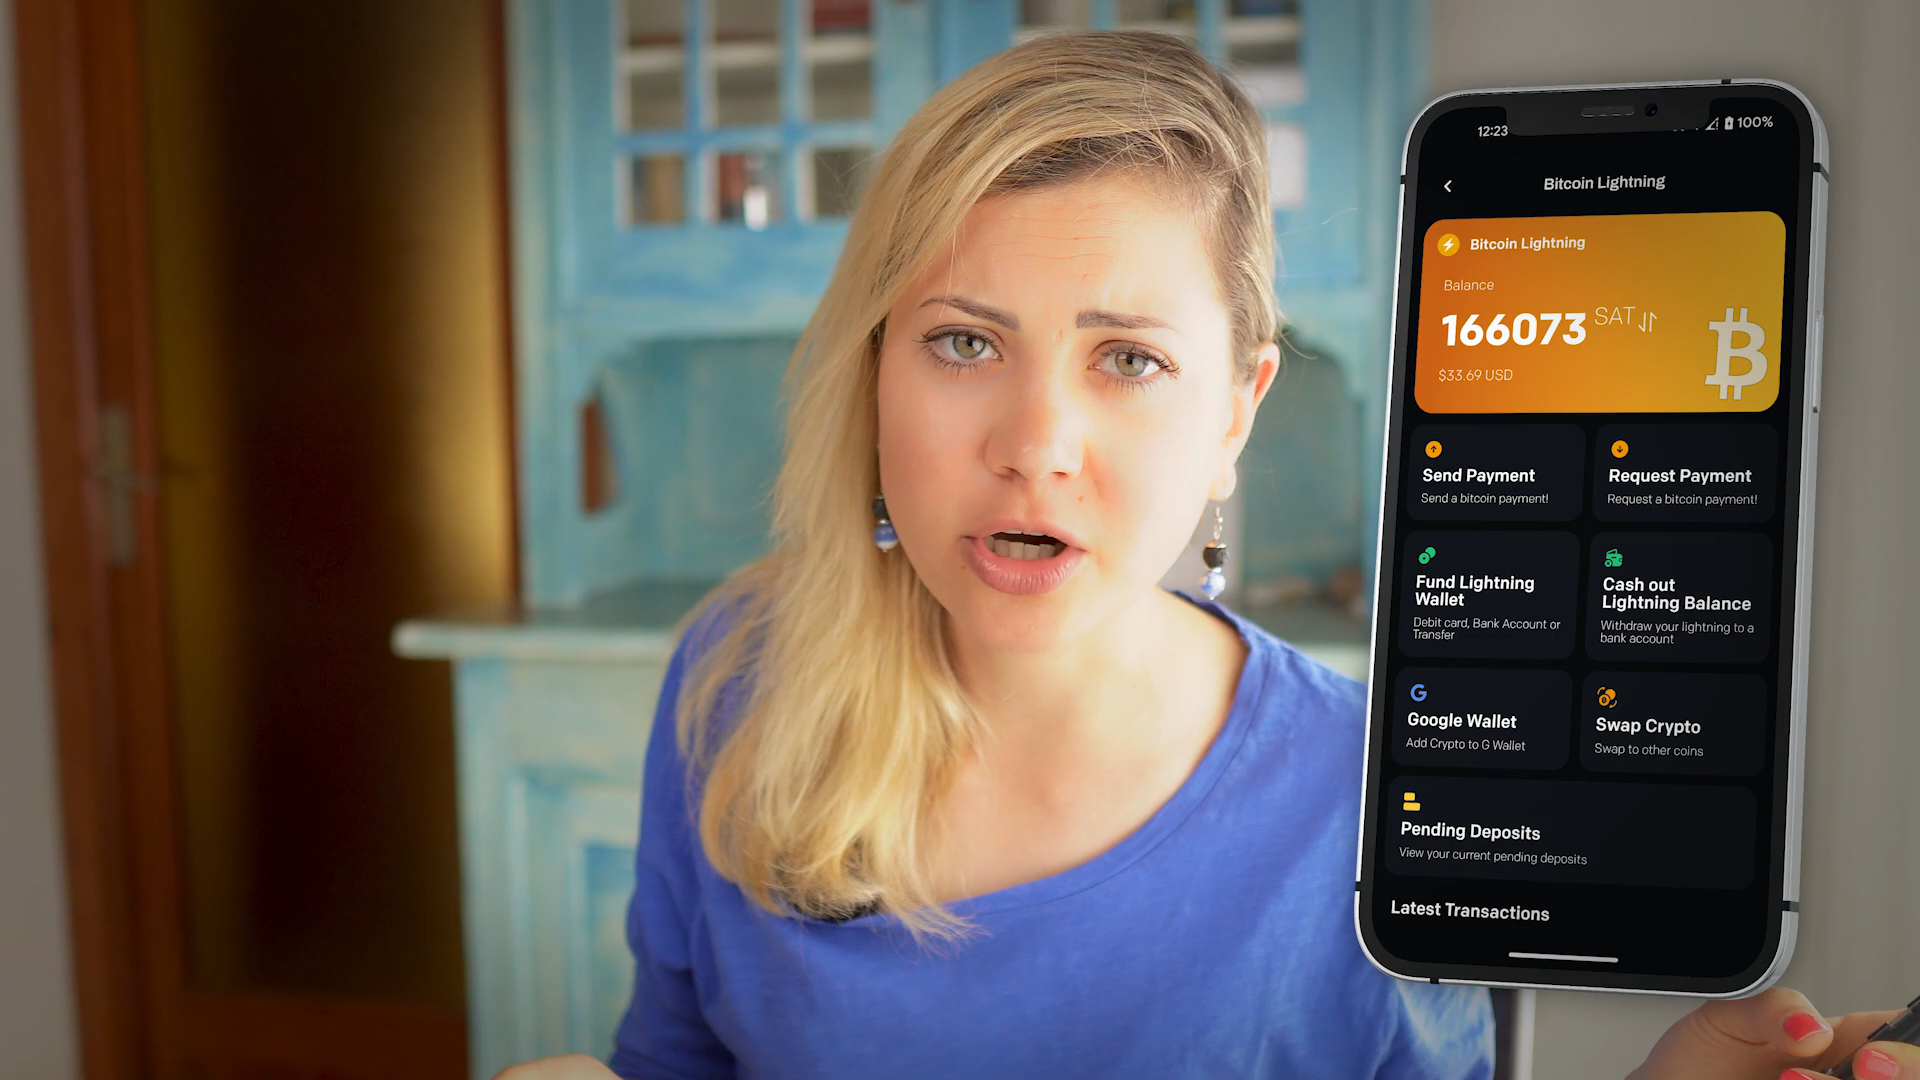 12:23
100%
Bitcoin Lightning
Bitcoin Lightning
Balance
166073 SAT
$33.69 USD
Send Payment
Send a bitcoin payment!
Request Payment
Request a bitcoin payment!
Fund Lightning
Wallet
Debit card, Bank Account or
Transfer
Cash out
Lightning Balance
Withdraw your lightning to a
bank account
Google Wallet
Add Crypto to G Wallet
Swap Crypto
Swap to other coins
Pending Deposits
View your current pending deposits
Latest Transactions